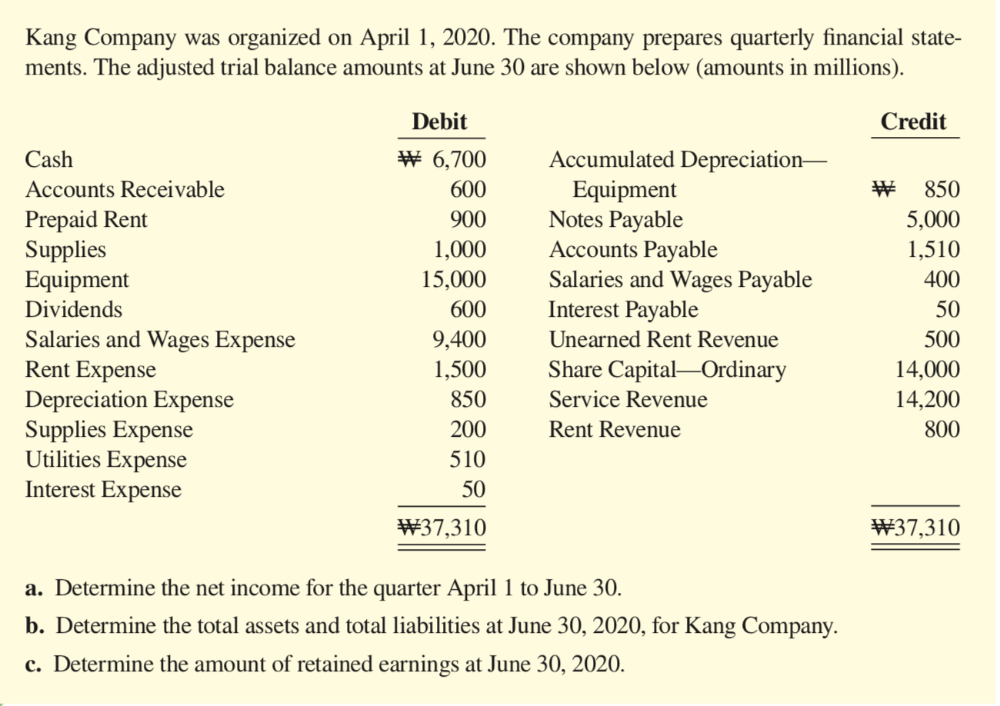 Kang Company was organized on April 1, 2020. The company prepares quarterly financial state-
ments. The adjusted trial balance amounts at June 30 are shown below (amounts in millions).
Debit Credit
Cash ₩ 6,700 Accumulated Depreciation—
Accounts Receivable 600 Equipment ₩ 850
Prepaid Rent 900 Notes Payable 5,000
Supplies 1,000 Accounts Payable 1,510
Equipment 15,000 Salaries and Wages Payable 400
Dividends 600 Interest Payable 50
Salaries and Wages Expense 9,400 Unearned Rent Revenue 500
Rent Expense 1,500 Share Capital—Ordinary 14,000
Depreciation Expense 850 Service Revenue 14,200
Supplies Expense 200 Rent Revenue 800
Utilities Expense 510
Interest Expense 50
₩37,310 ₩37,310
a. Determine the net income for the quarter April 1 to June 30.
b. Determine the total assets and total liabilities at June 30, 2020, for Kang Company.
c. Determine the amount of retained earnings at June 30, 2020.